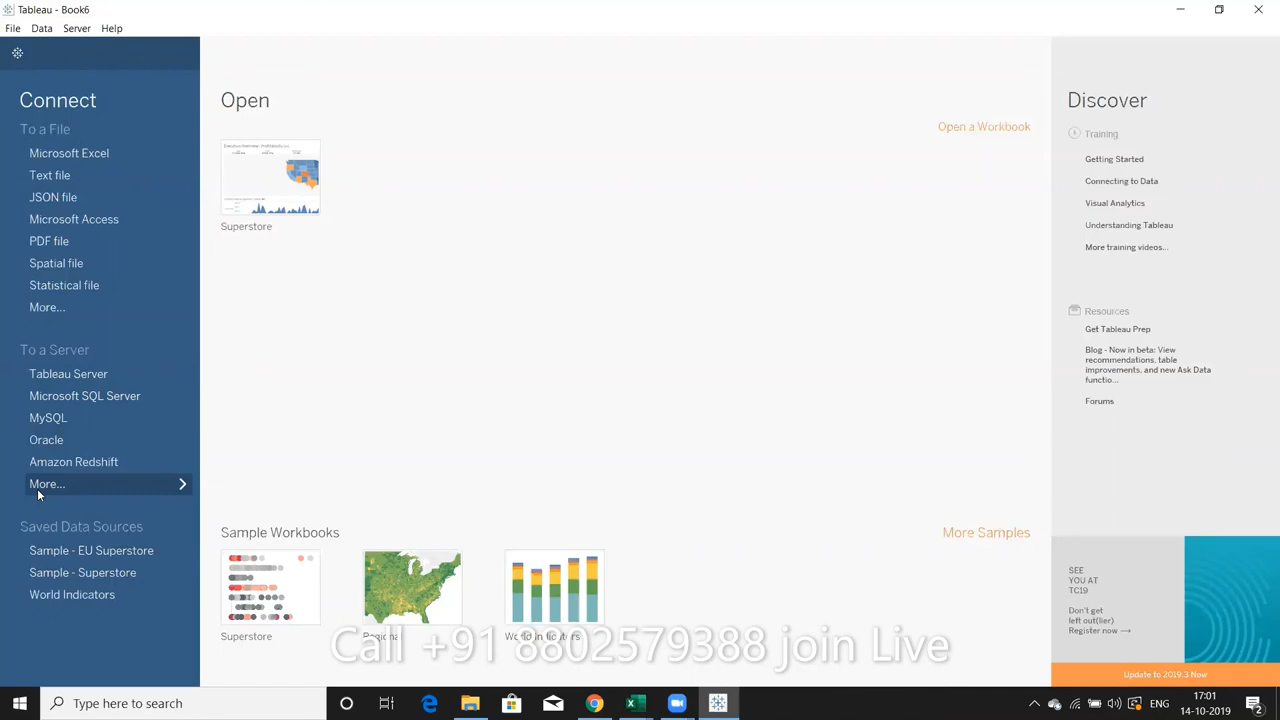 Tableau - Book6
File Data Server Help
Connect
To a File
Microsoft Excel
Text file
JSON file
Microsoft Access
PDF file
Spatial file
Statistical file
More...
To a Server
Tableau Server
Microsoft SQL Server
MySQL
Oracle
Amazon Redshift
More...
Saved Data Sources
Sample - EU Superstore
Sample - Superstore
World Indicators
Open
Open a Workbook
Superstore
Sample Workbooks
More Samples
Superstore
Regional
World Indicators
Discover
Training
Getting Started
Connecting to Data
Visual Analytics
Understanding Tableau
More training videos...
Resources
Get Tableau Prep
Blog - Now in beta: View
recommendations, table
improvements, and new Ask Data
functio...
Forums
SEE
YOU AT
TC19
Don't get
left out(lier)
Register now →
Update to 2019.3 Now
Call +91 8802579388 join Live
Type here to search
ENG
17:01
14-10-2019
2